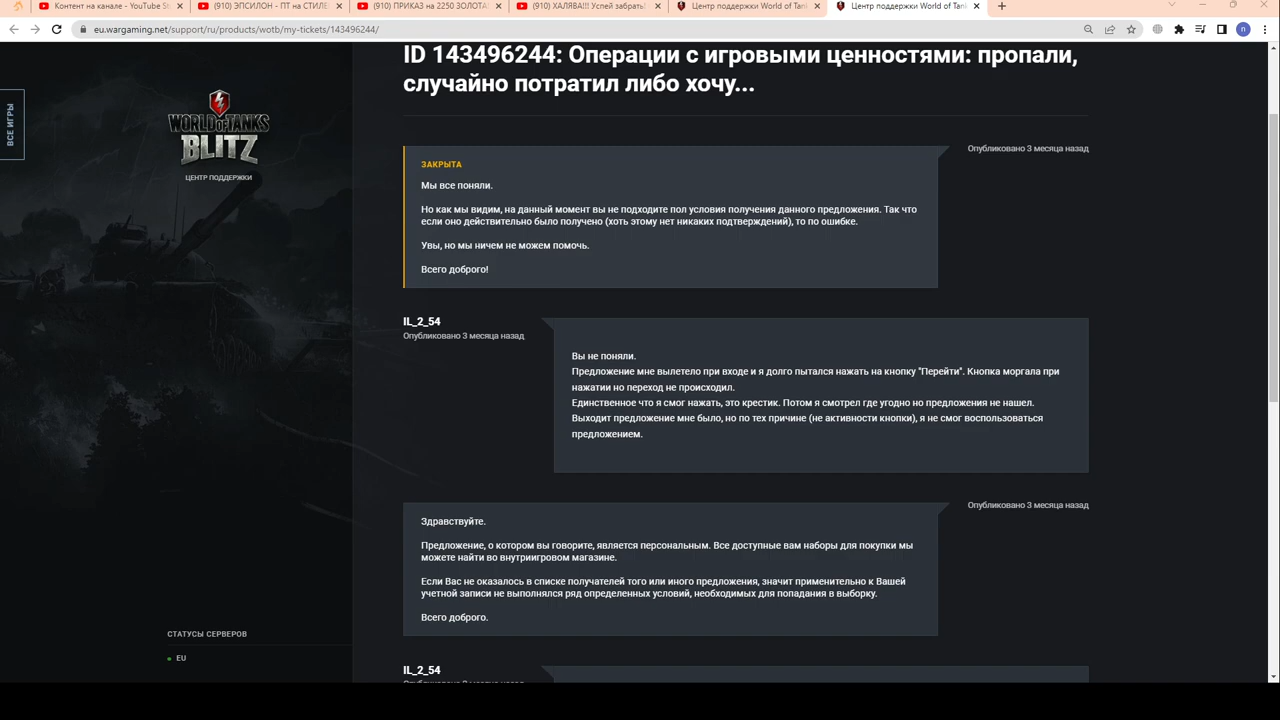 Контент на канале - YouTube St
(910) ЭПСИЛОН - ПТ на СТИЛЕ
(910) ПРИКАЗ на 2250 ЗОЛОТА!
(910) ХАЛЯВА!!! Успей забрать!
Центр поддержки World of Tan
Центр поддержки World of Tan
eu.wargaming.net/support/ru/products/wotb/my-tickets/143496244/
n
ВСЕ ИГРЫ
WORLD OF TANKS
BLITZ
ЦЕНТР ПОДДЕРЖКИ
ID 143496244: Операции с игровыми ценностями: пропали,
случайно потратил либо хочу...
Опубликовано 3 месяца назад
ЗАКРЫТА
Мы все поняли.
Но как мы видим, на данный момент вы не подходите пол условия получения данного предложения. Так что
если оно действительно было получено (хоть этому нет никаких подтверждений), то по ошибке.
Увы, но мы ничем не можем помочь.
Всего доброго!
IL_2_54
Опубликовано 3 месяца назад
Вы не поняли.
Предложение мне вылетело при входе и я долго пытался нажать на кнопку "Перейти". Кнопка моргала при
нажатии но переход не происходил.
Единственное что я смог нажать, это крестик. Потом я смотрел где угодно но предложения не нашел.
Выходит предложение мне было, но по тех причине (не активности кнопки), я не смог воспользоваться
предложением.
Опубликовано 3 месяца назад
Здравствуйте.
Предложение, о котором вы говорите, является персональным. Все доступные вам наборы для покупки мы
можете найти во внутриигровом магазине.
Если Вас не оказалось в списке получателей того или иного предложения, значит применительно к Вашей
учетной записи не выполнялся ряд определенных условий, необходимых для попадания в выборку.
Всего доброго.
СТАТУСЫ СЕРВЕРОВ
EU
IL_2_54